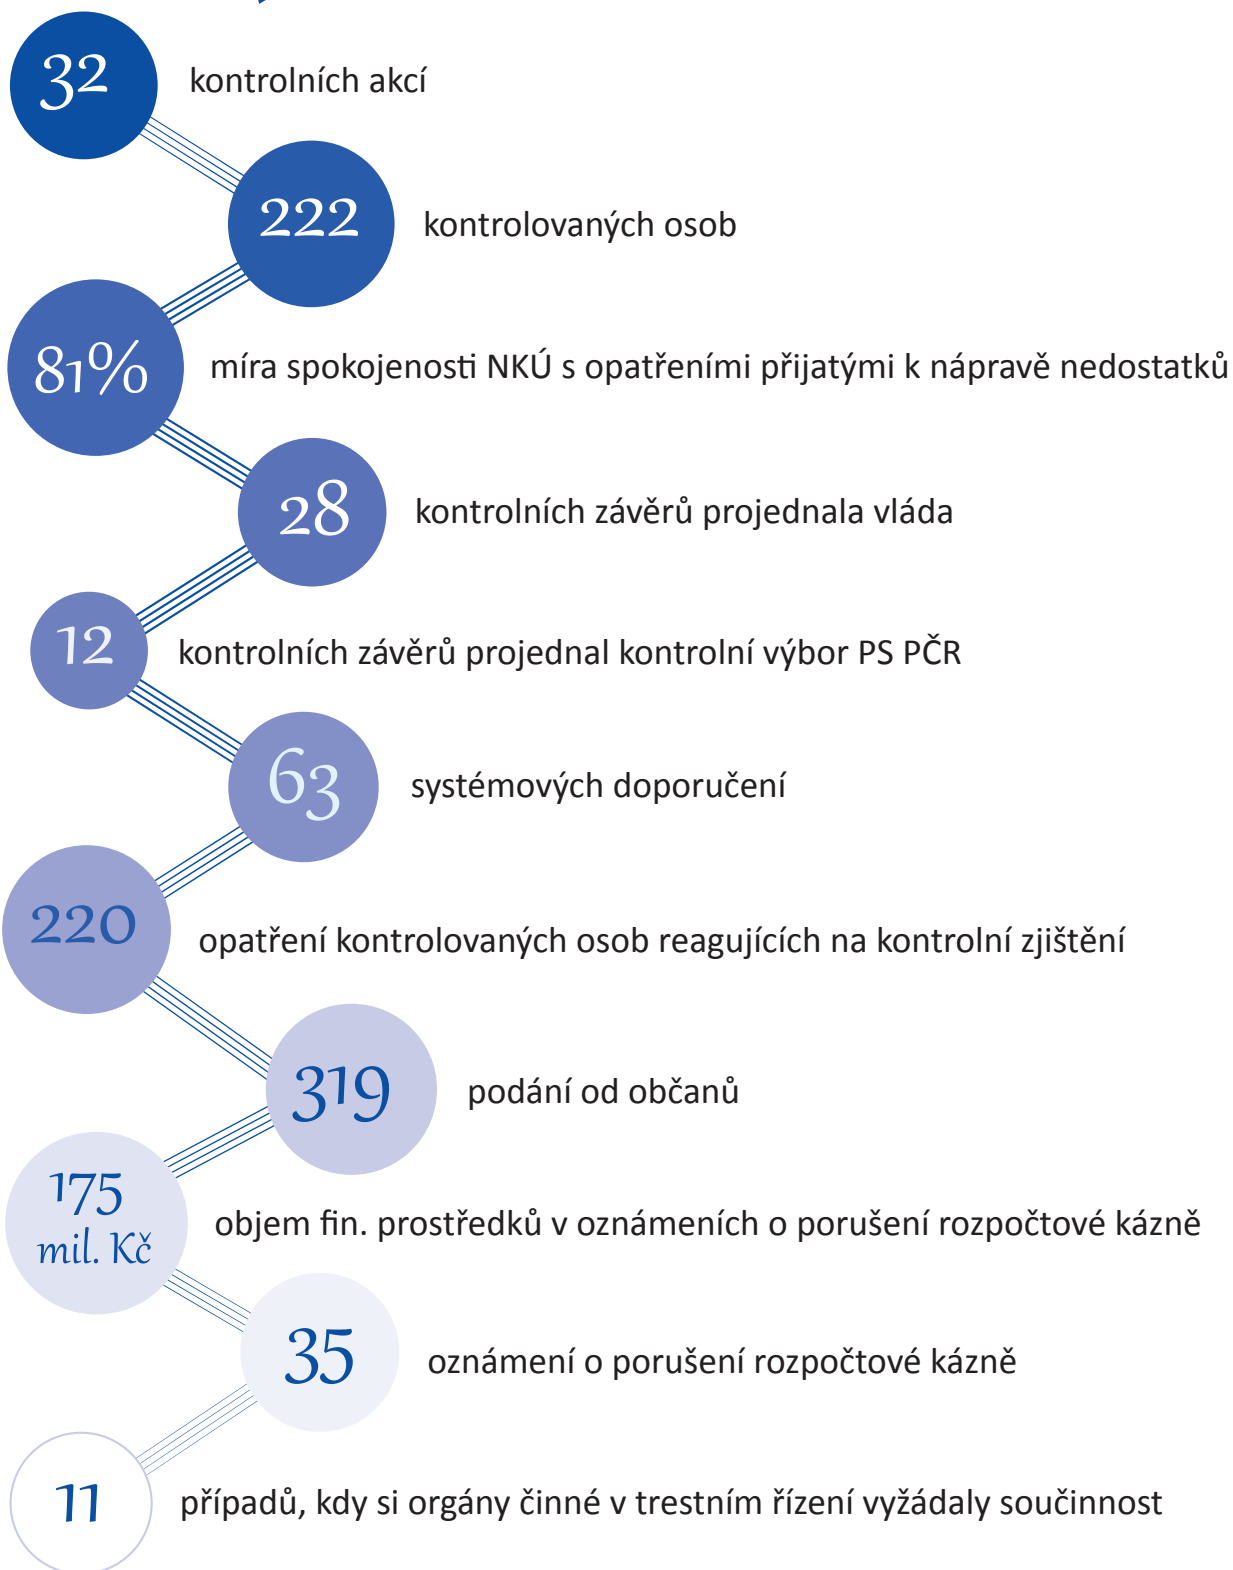 32
kontrolních akcí
222
kontrolovaných osob
81%
míra spokojenosti NKÚ s opatřeními přijatými k nápravě nedostatků
28
kontrolních závěrů projednala vláda
12
kontrolních závěrů projednal kontrolní výbor PS PČR
63
systémových doporučení
220
opatření kontrolovaných osob reagujících na kontrolní zjištění
319
podání od občanů
175
mil. Kč
objem fin. prostředků v oznámeních o porušení rozpočtové kázně
35
oznámení o porušení rozpočtové kázně
11
případů, kdy si orgány činné v trestním řízení vyžádaly součinnost